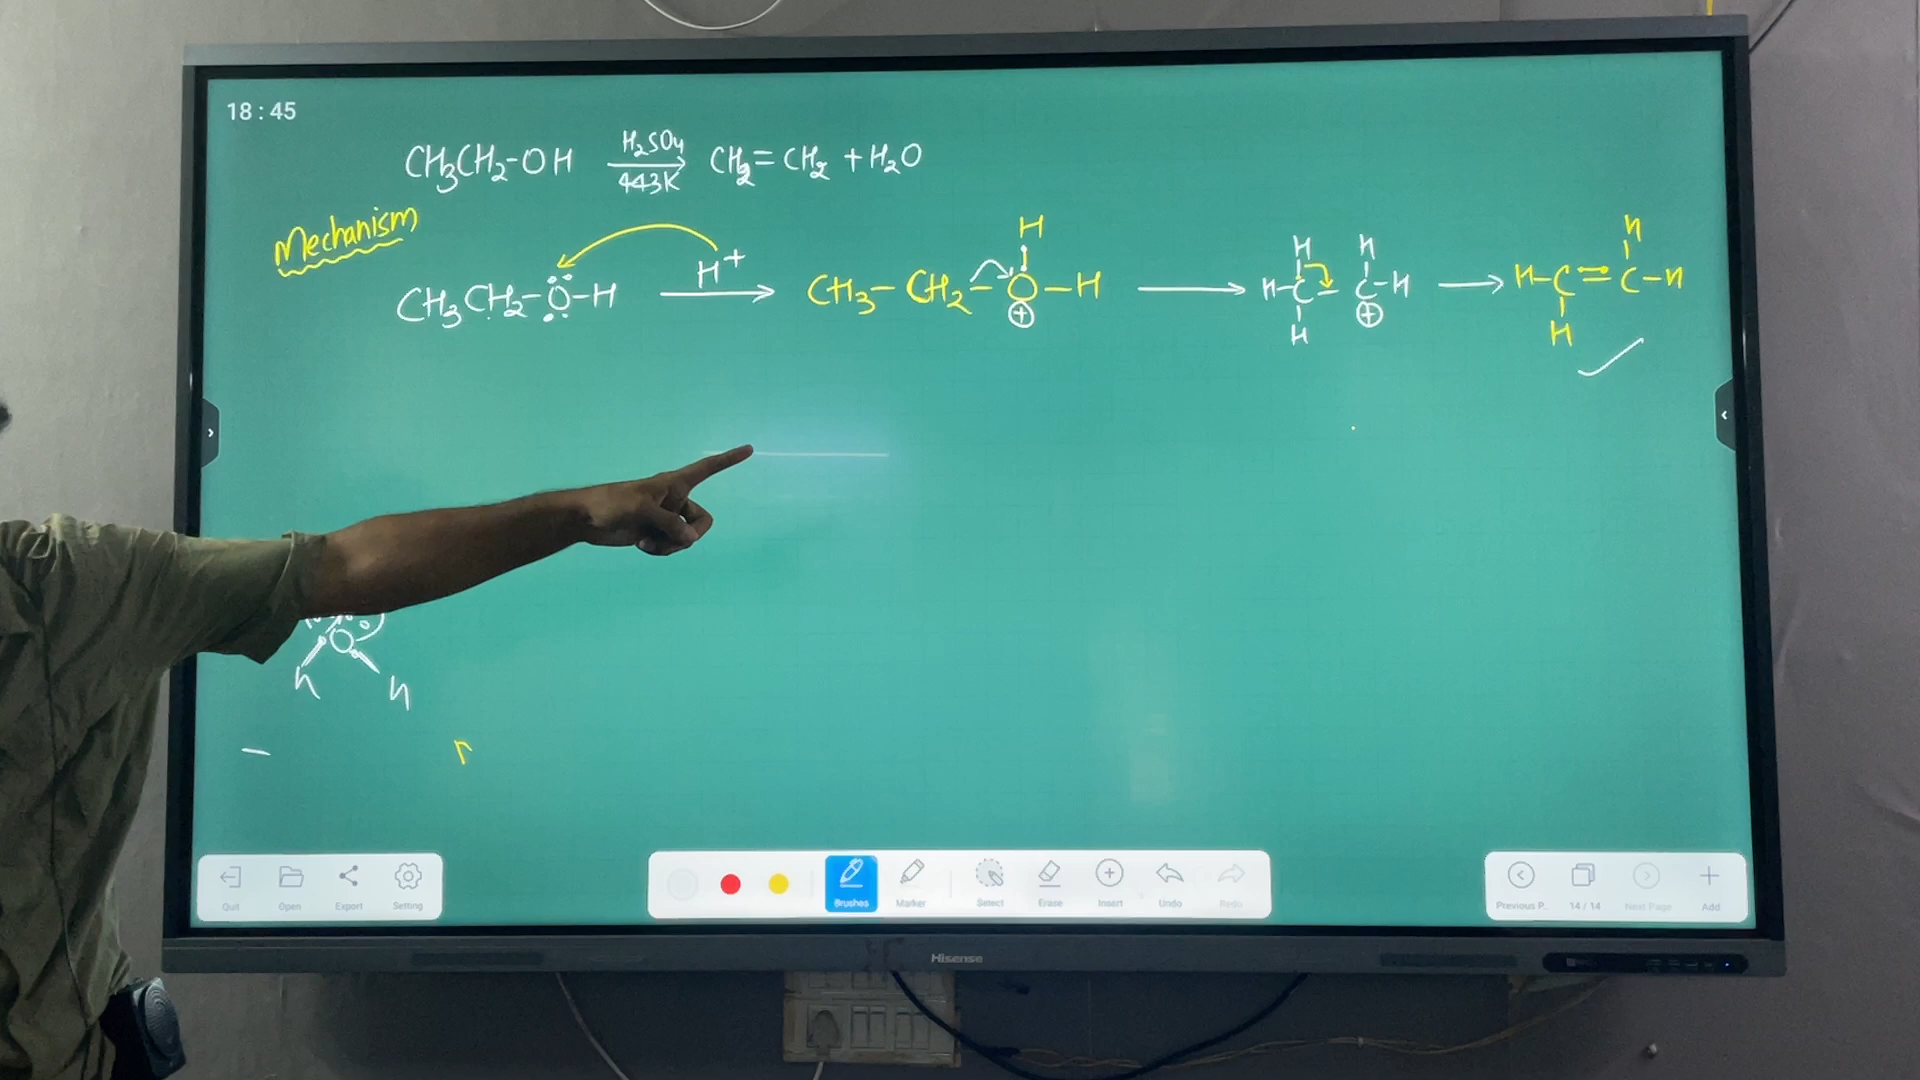 18 : 45
CH3CH2-OH H2SO4 443K CH2=CH2 + H2O
Mechanism
H
H H
H
CH3CH2-O-H H+ CH3-CH2-O-H H-C-C-H H-C=C-H
⊕ ⊕
H H
O
H H
Quit Open Export Setting
Brushes Marker Select Erase Insert Undo Redo
Previous P... 14 / 14 Next Page Add
Hisense